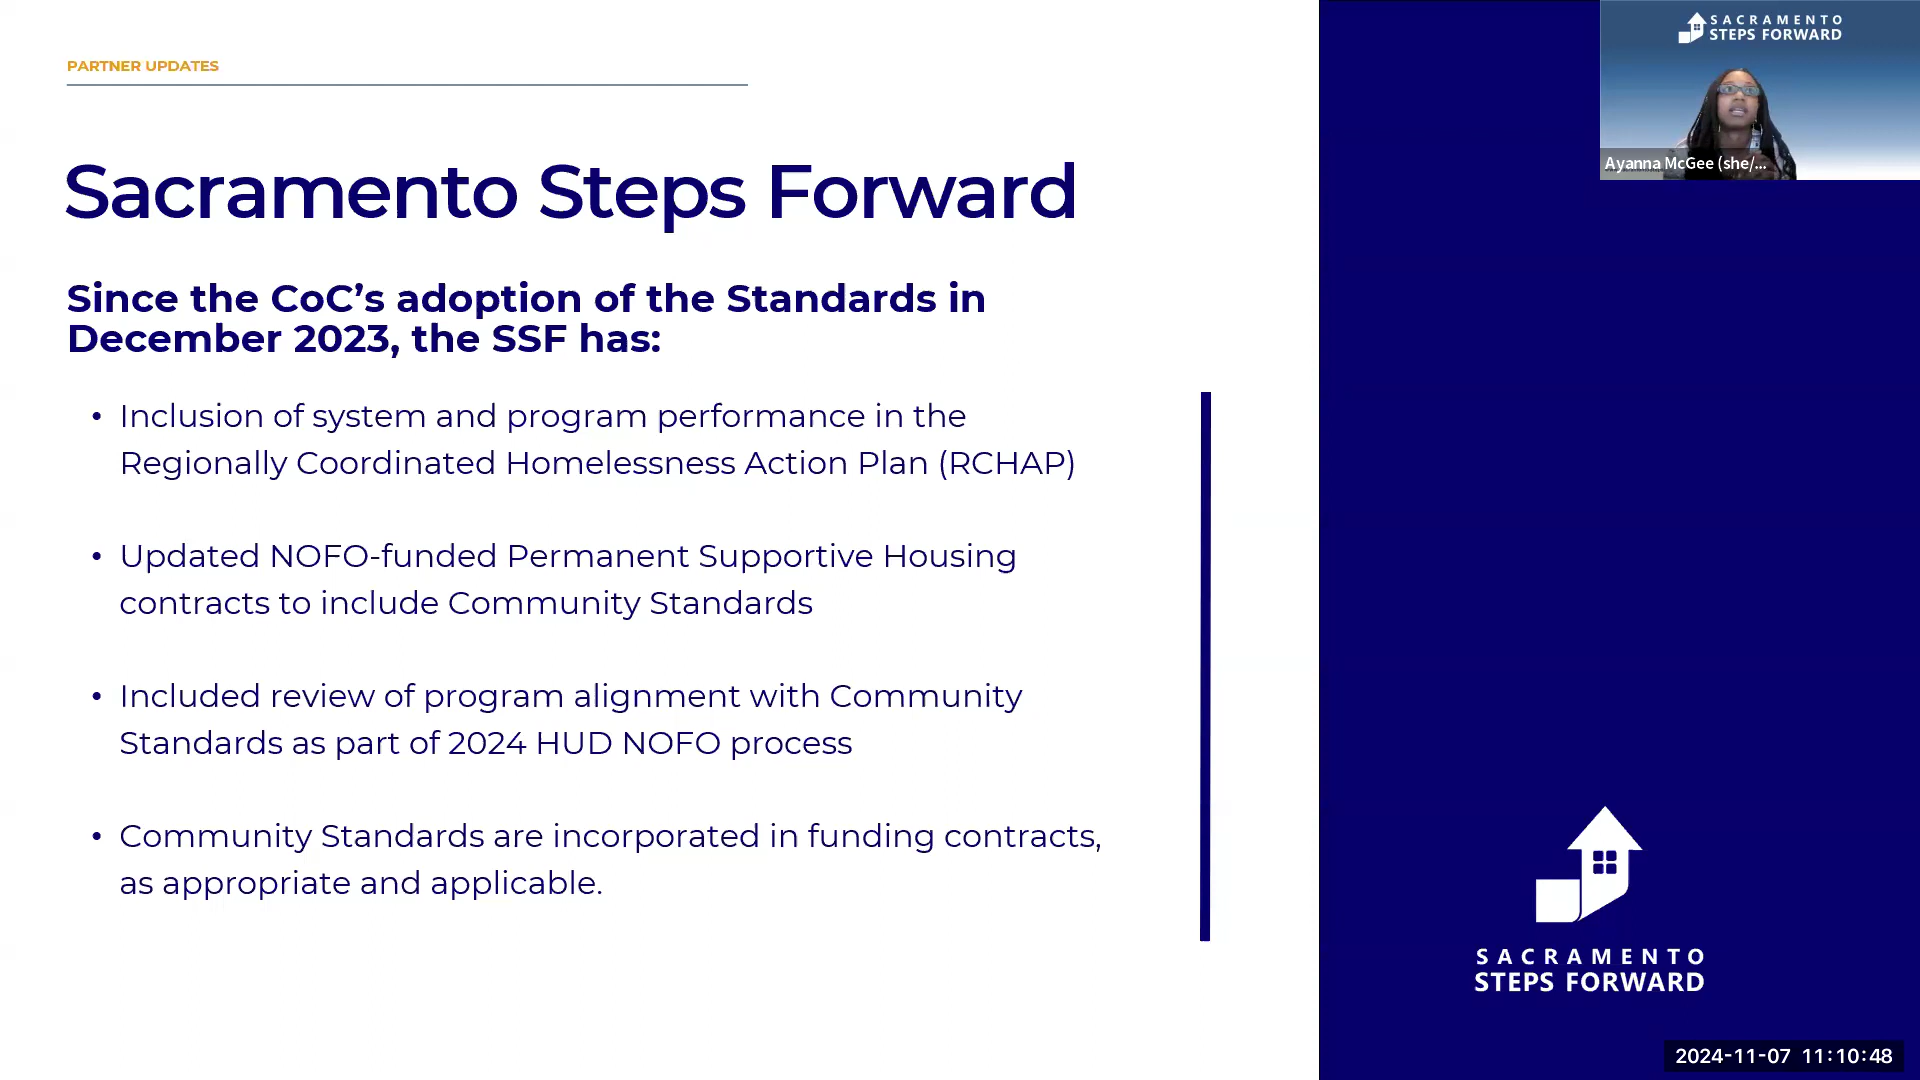 PARTNER UPDATES
Sacramento Steps Forward
Since the CoC’s adoption of the Standards in
December 2023, the SSF has:
• Inclusion of system and program performance in the
Regionally Coordinated Homelessness Action Plan (RCHAP)
• Updated NOFO-funded Permanent Supportive Housing
contracts to include Community Standards
• Included review of program alignment with Community
Standards as part of 2024 HUD NOFO process
• Community Standards are incorporated in funding contracts,
as appropriate and applicable.
SACRAMENTO
STEPS FORWARD
Ayanna McGee (she/...
SACRAMENTO
STEPS FORWARD
2024-11-07 11:10:48